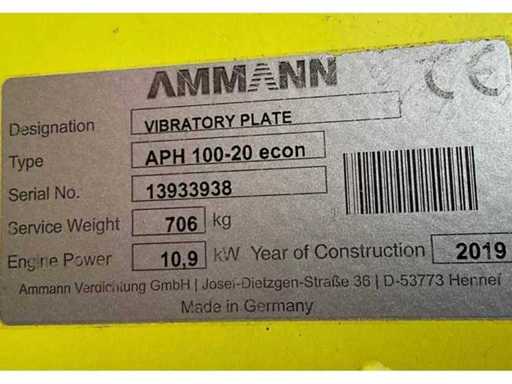 AMMANN CE
Designation VIBRATORY PLATE
Type APH 100-20 econ
Serial No. 13933938
Service Weight 706 kg
Engine Power 10,9 kW Year of Construction 2019
Ammann Verdichtung GmbH | Josef-Dietzgen-Straße 36 | D-53773 Hennef
Made in Germany